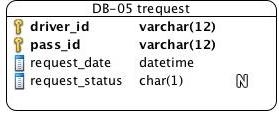 DB-05 trequest
driver_id varchar(12)
pass_id varchar(12)
request_date datetime
request_status char(1) N